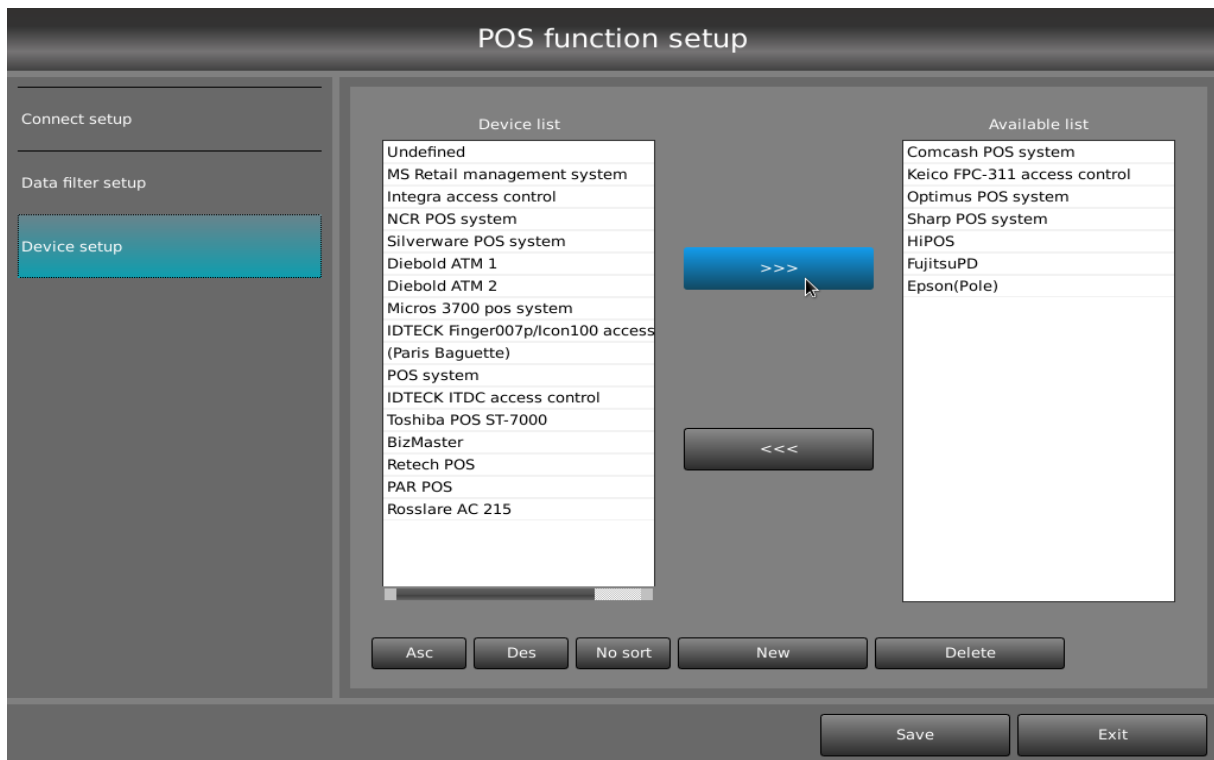 POS function setup
Connect setup
Data filter setup
Device setup
Device list
Undefined
MS Retail management system
Integra access control
NCR POS system
Silverware POS system
Diebold ATM 1
Diebold ATM 2
Micros 3700 pos system
IDTECK Finger007p/Icon100 access
(Paris Baguette)
POS system
IDTECK ITDC access control
Toshiba POS ST-7000
BizMaster
Retech POS
PAR POS
Rosslare AC 215
>>>
<<<
Available list
Comcash POS system
Keico FPC-311 access control
Optimus POS system
Sharp POS system
HiPOS
FujitsuPD
Epson(Pole)
Asc Des No sort New Delete
Save Exit